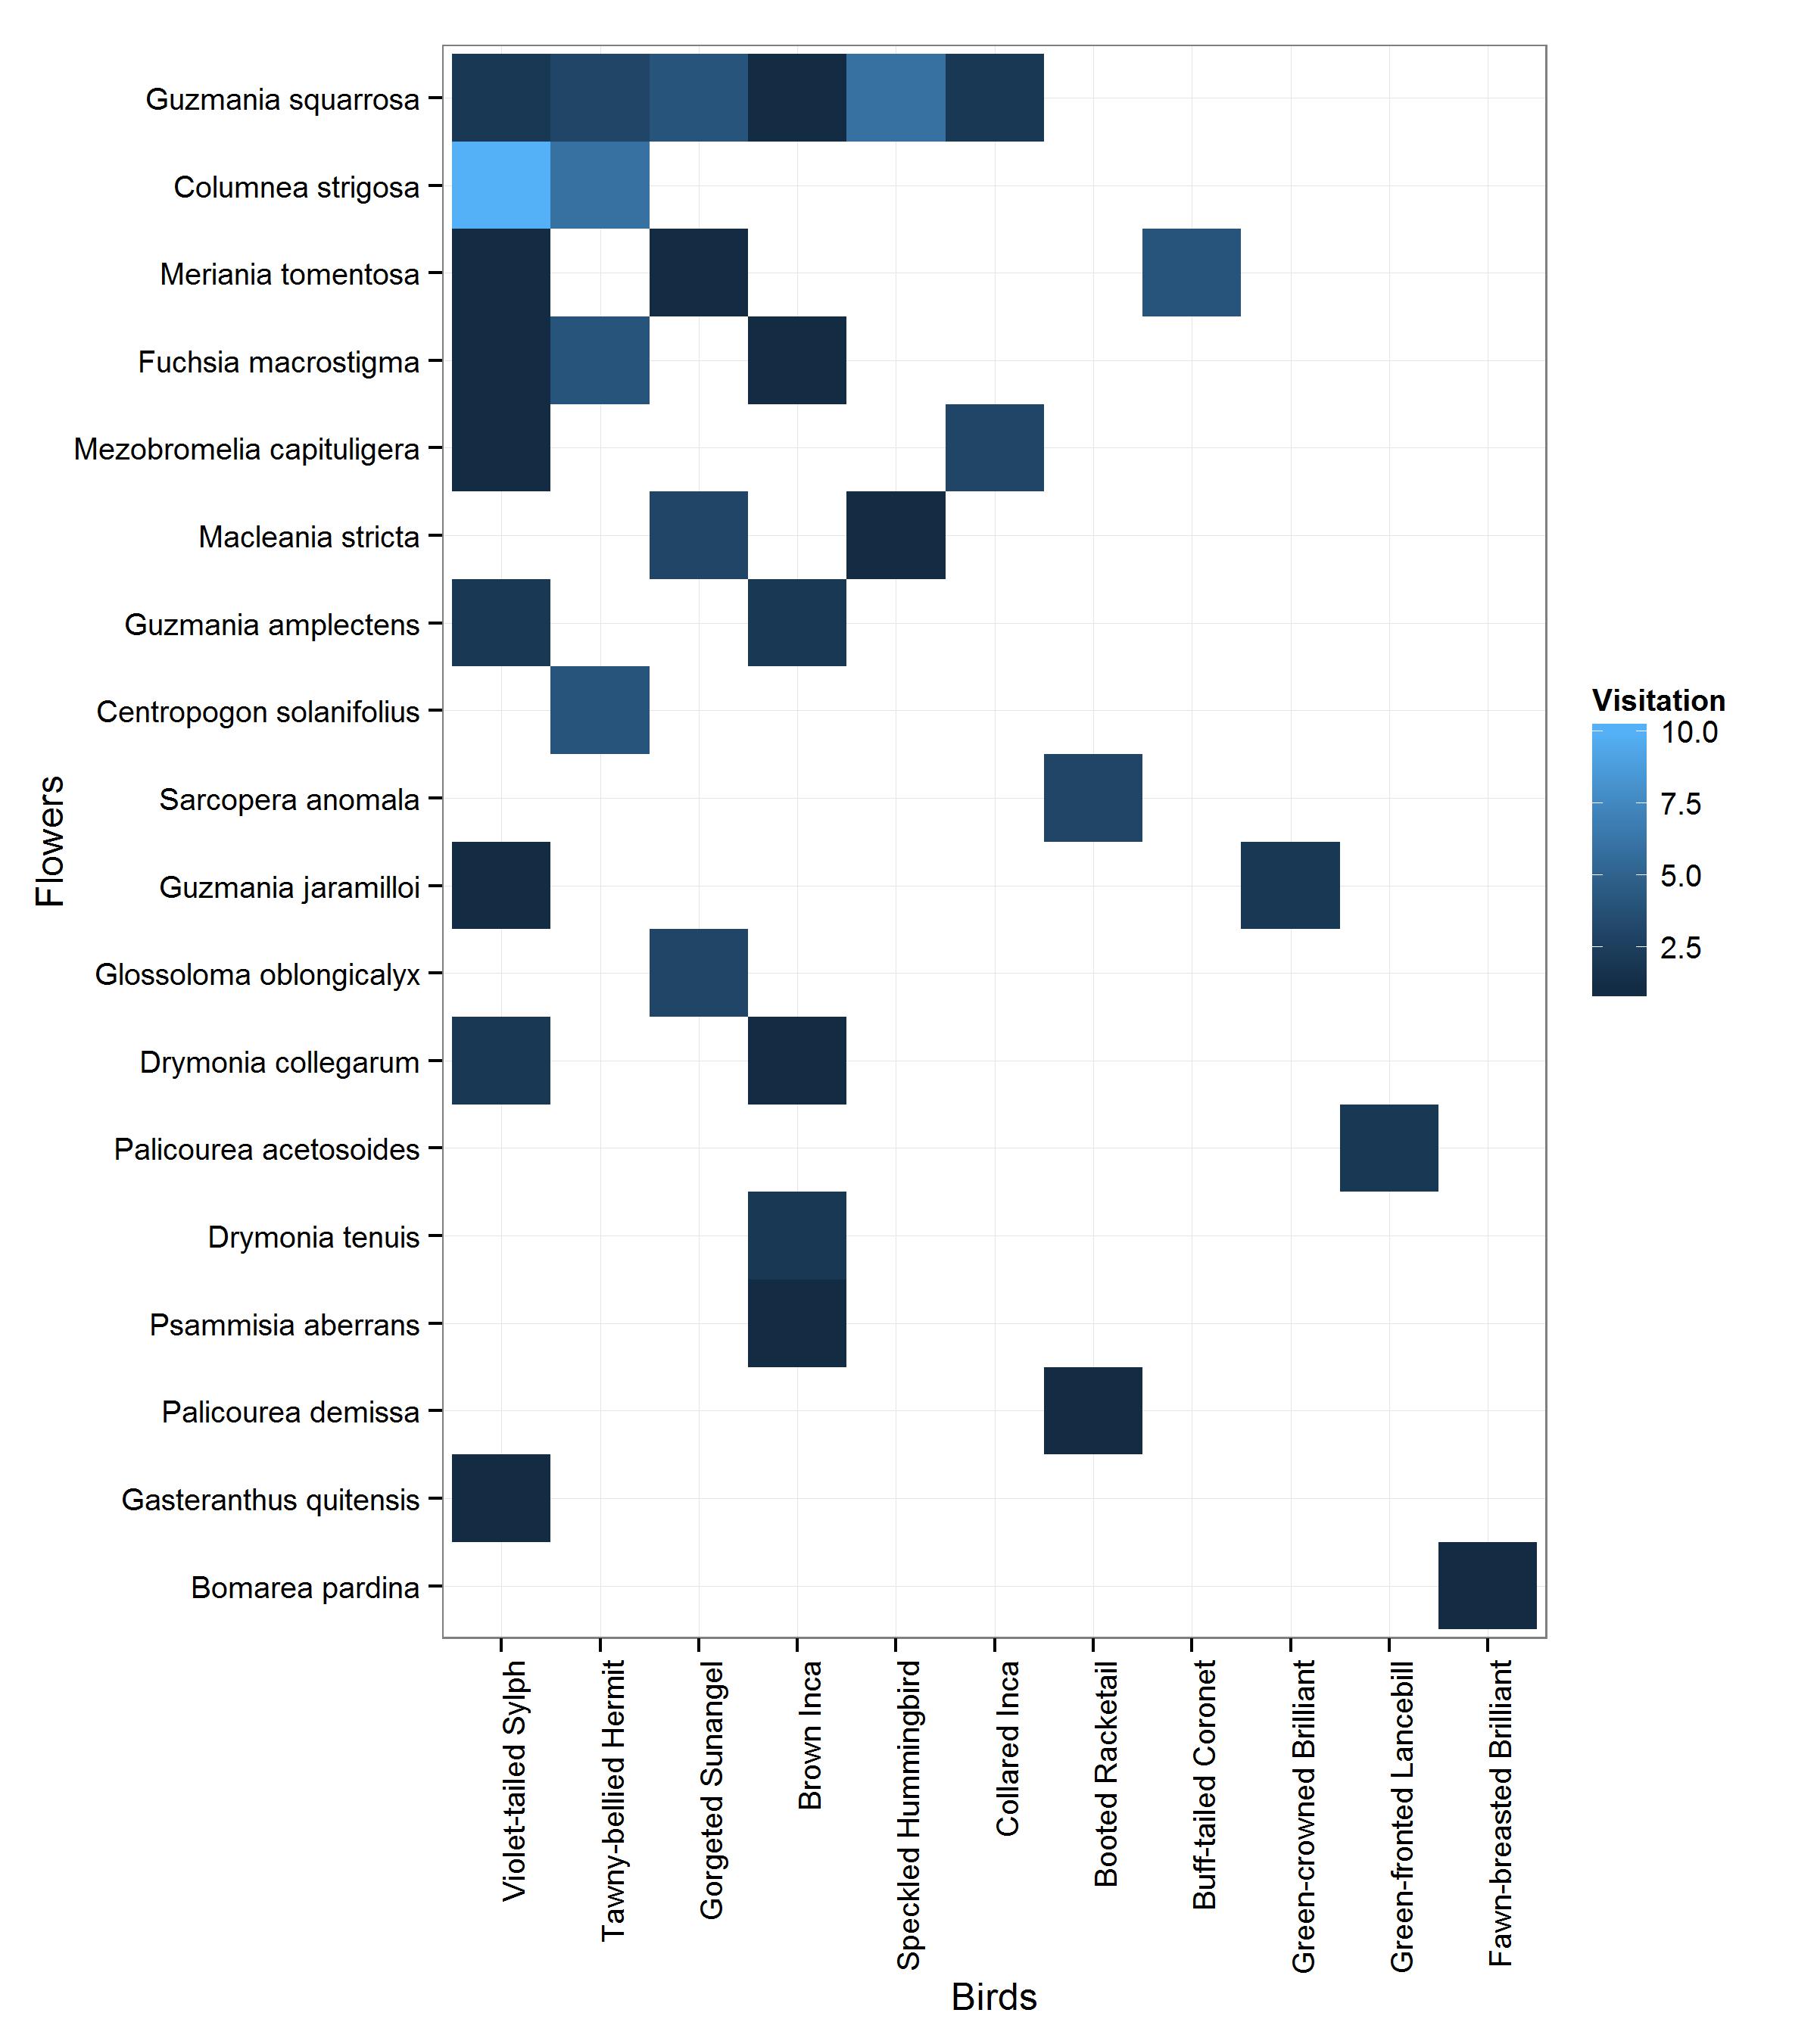 Guzmania squarrosa
Columnea strigosa
Meriania tomentosa
Fuchsia macrostigma
Mezobromelia capituligera
Macleania stricta
Guzmania amplectens
Centropogon solanifolius
Sarcopera anomala
Guzmania jaramilloi
Glossoloma oblongicalyx
Drymonia collegarum
Palicourea acetosoides
Drymonia tenuis
Psammisia aberrans
Palicourea demissa
Gasteranthus quitensis
Bomarea pardina
Flowers
Violet-tailed Sylph
Tawny-bellied Hermit
Gorgeted Sunangel
Brown Inca
Speckled Hummingbird
Collared Inca
Booted Racketail
Buff-tailed Coronet
Green-crowned Brilliant
Green-fronted Lancebill
Fawn-breasted Brilliant
Birds
Visitation
10.0
7.5
5.0
2.5